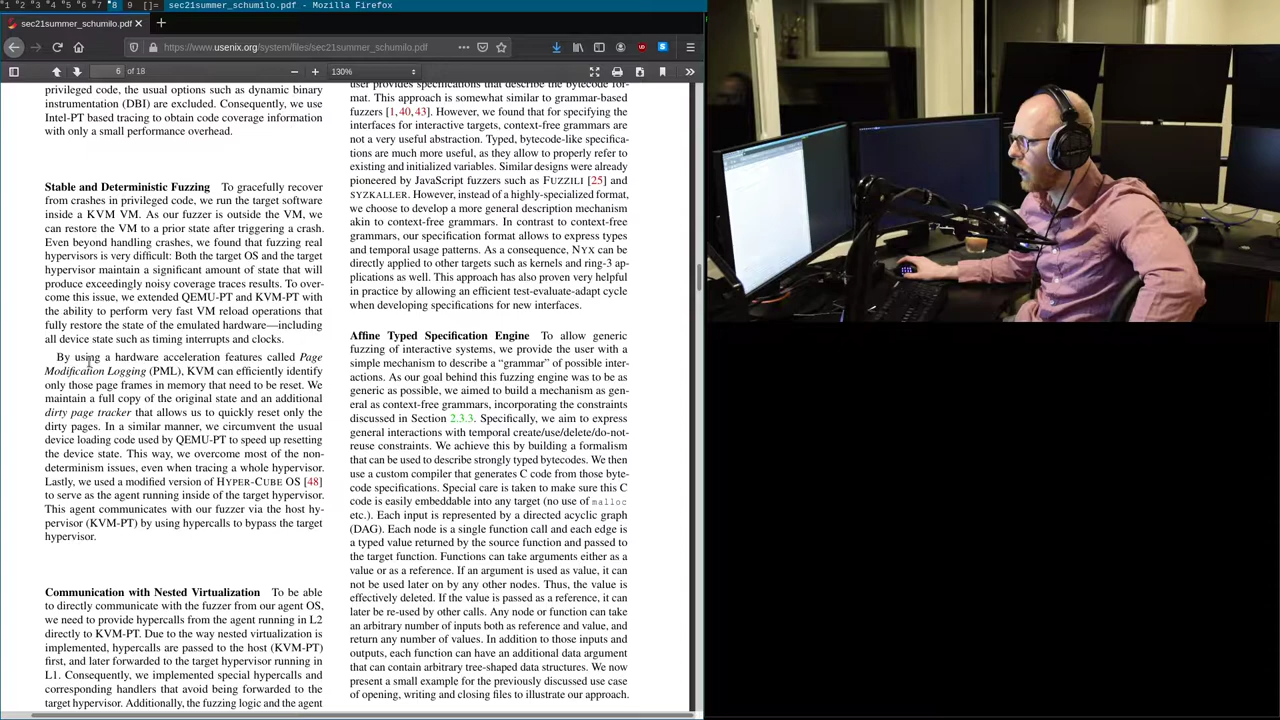 1 2 3 4 5 6 7 8 9 []= sec21summer_schumilo.pdf - Mozilla Firefox
sec21summer_schumilo.pdf
https://www.usenix.org/system/files/sec21summer_schumilo.pdf
6 of 18
130%
privileged code, the usual options such as dynamic binary
instrumentation (DBI) are excluded. Consequently, we use
Intel-PT based tracing to obtain code coverage information
with only a small performance overhead.
Stable and Deterministic Fuzzing To gracefully recover
from crashes in privileged code, we run the target software
inside a KVM VM. As our fuzzer is outside the VM, we
can restore the VM to a prior state after triggering a crash.
Even beyond handling crashes, we found that fuzzing real
hypervisors is very difficult: Both the target OS and the target
hypervisor maintain a significant amount of state that will
produce exceedingly noisy coverage traces results. To over-
come this issue, we extended QEMU-PT and KVM-PT with
the ability to perform very fast VM reload operations that
fully restore the state of the emulated hardware—including
all device state such as timing interrupts and clocks.
By using a hardware acceleration features called Page
Modification Logging (PML), KVM can efficiently identify
only those page frames in memory that need to be reset. We
maintain a full copy of the original state and an additional
dirty page tracker that allows us to quickly reset only the
dirty pages. In a similar manner, we circumvent the usual
device loading code used by QEMU-PT to speed up resetting
the device state. This way, we overcome most of the non-
determinism issues, even when tracing a whole hypervisor.
Lastly, we used a modified version of HYPER-CUBE OS [48]
to serve as the agent running inside of the target hypervisor.
This agent communicates with our fuzzer via the host hy-
pervisor (KVM-PT) by using hypercalls to bypass the target
hypervisor.
Communication with Nested Virtualization To be able
to directly communicate with the fuzzer from our agent OS,
we need to provide hypercalls from the agent running in L2
directly to KVM-PT. Due to the way nested virtualization is
implemented, hypercalls are passed to the host (KVM-PT)
first, and later forwarded to the target hypervisor running in
L1. Consequently, we implemented special hypercalls and
corresponding handlers that avoid being forwarded to the
target hypervisor. Additionally, the fuzzing logic and the agent
user provides specifications that describe the bytecode for-
mat. This approach is somewhat similar to grammar-based
fuzzers [1,40,43]. However, we found that for specifying the
interfaces for interactive targets, context-free grammars are
not a very useful abstraction. Typed, bytecode-like specifica-
tions are much more useful, as they allow to properly refer to
existing and initialized variables. Similar designs were already
pioneered by JavaScript fuzzers such as FUZZILI [25] and
SYZKALLER. However, instead of a highly-specialized format,
we choose to develop a more general description mechanism
akin to context-free grammars. In contrast to context-free
grammars, our specification format allows to express types
and temporal usage patterns. As a consequence, NYX can be
directly applied to other targets such as kernels and ring-3 ap-
plications as well. This approach has also proven very helpful
in practice by allowing an efficient test-evaluate-adapt cycle
when developing specifications for new interfaces.
Affine Typed Specification Engine To allow generic
fuzzing of interactive systems, we provide the user with a
simple mechanism to describe a “grammar” of possible inter-
actions. As our goal behind this fuzzing engine was to be as
generic as possible, we aimed to build a mechanism as gen-
eral as context-free grammars, incorporating the constraints
discussed in Section 2.3.3. Specifically, we aim to express
general interactions with temporal create/use/delete/do-not-
reuse constraints. We achieve this by building a formalism
that can be used to describe strongly typed bytecodes. We then
use a custom compiler that generates C code from those byte-
code specifications. Special care is taken to make sure this C
code is easily embeddable into any target (no use of malloc
etc.). Each input is represented by a directed acyclic graph
(DAG). Each node is a single function call and each edge is
a typed value returned by the source function and passed to
the target function. Functions can take arguments either as a
value or as a reference. If an argument is used as value, it can
not be used later on by any other nodes. Thus, the value is
effectively deleted. If the value is passed as a reference, it can
later be re-used by other calls. Any node or function can take
an arbitrary number of inputs both as reference and value, and
return any number of values. In addition to those inputs and
outputs, each function can have an additional data argument
that can contain arbitrary tree-shaped data structures. We now
present a small example for the previously discussed use case
of opening, writing and closing files to illustrate our approach.